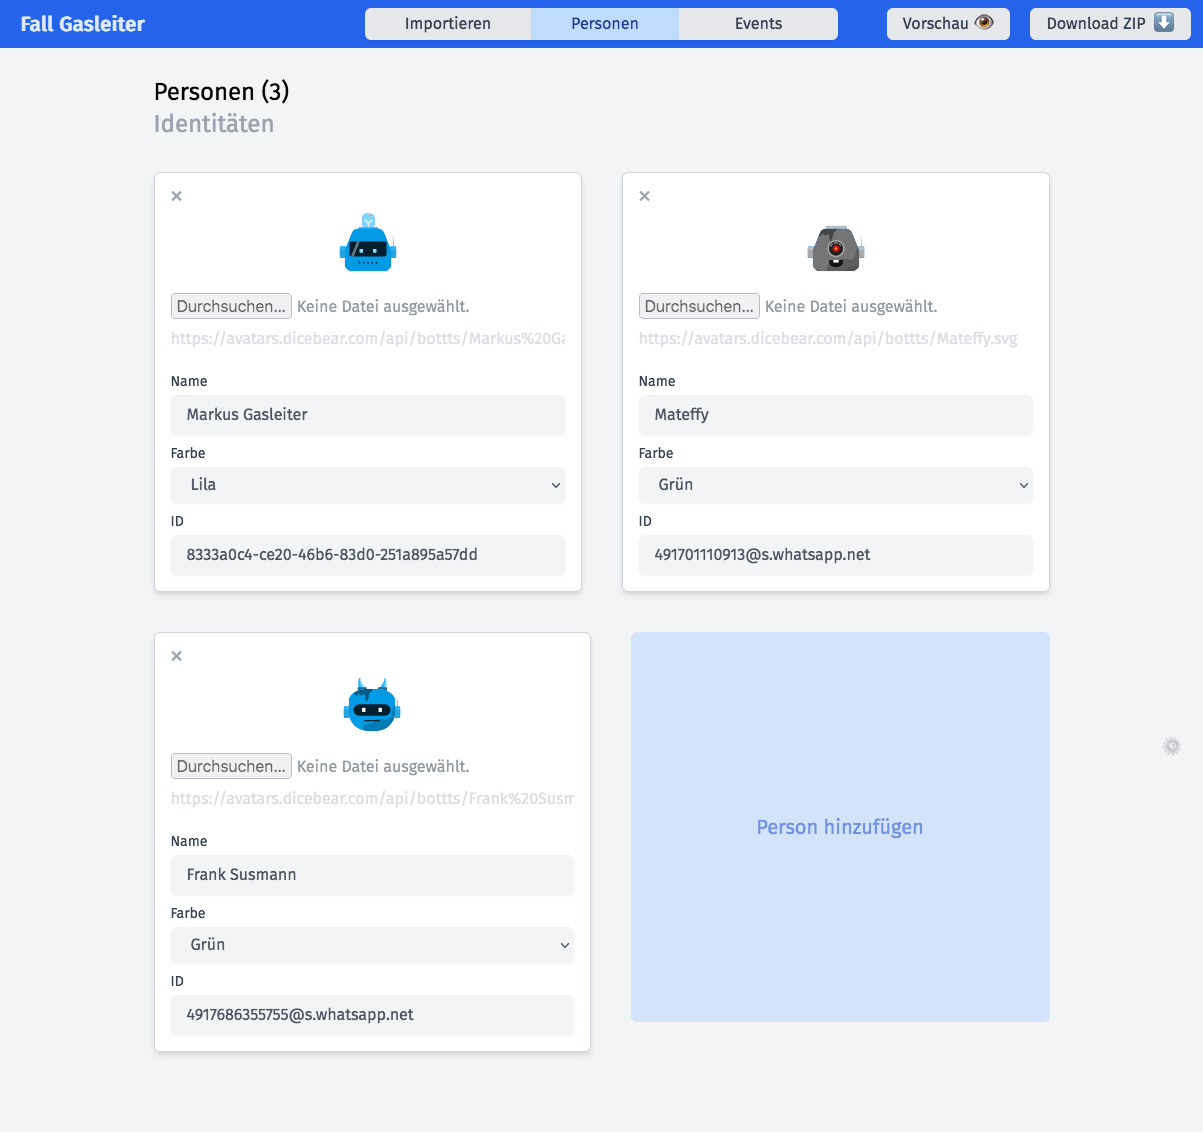 Fall Gasleiter
Importieren
Personen
Events
Vorschau
Download ZIP
Personen (3)
Identitäten
×
Durchsuchen... Keine Datei ausgewählt.
https://avatars.dicebear.com/api/bottts/Markus%20Ga
Name
Markus Gasleiter
Farbe
Lila
ID
8333a0c4-ce20-46b6-83d0-251a895a57dd
×
Durchsuchen... Keine Datei ausgewählt.
https://avatars.dicebear.com/api/bottts/Mateffy.svg
Name
Mateffy
Farbe
Grün
ID
491701110913@s.whatsapp.net
×
Durchsuchen... Keine Datei ausgewählt.
https://avatars.dicebear.com/api/bottts/Frank%20Susm
Name
Frank Susmann
Farbe
Grün
ID
4917686355755@s.whatsapp.net
Person hinzufügen